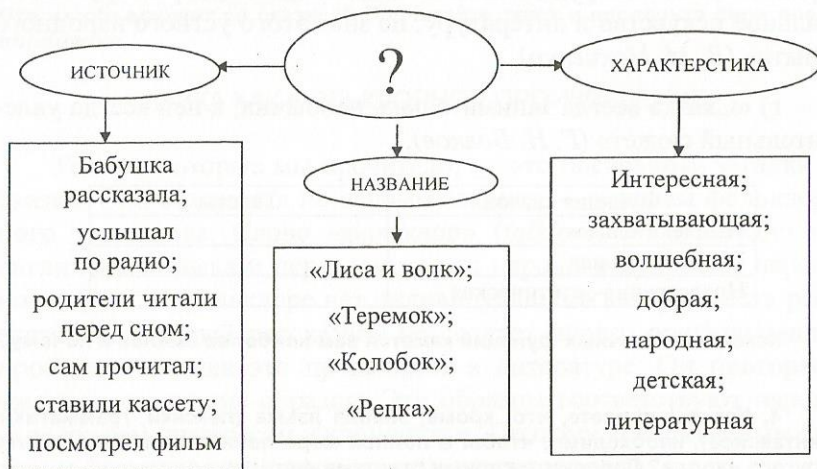 ?
ИСТОЧНИК
ХАРАКТЕРСТИКА
НАЗВАНИЕ
Бабушка
рассказала;
услышал
по радио;
родители читали
перед сном;
сам прочитал;
ставили кассету;
посмотрел фильм
«Лиса и волк»;
«Теремок»;
«Колобок»;
«Репка»
Интересная;
захватывающая;
волшебная;
добрая;
народная;
детская;
литературная